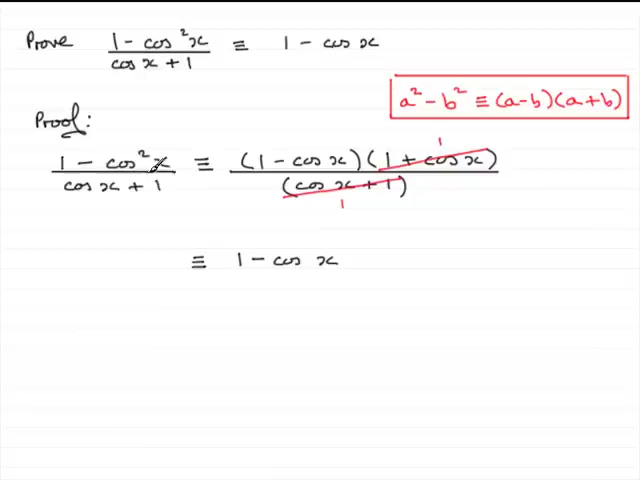 Prove (1 - cos²x)/(cos x + 1) ≡ 1 - cos x
a² - b² ≡ (a-b)(a+b)
Proof:
(1 - cos²x)/(cos x + 1) ≡ (1 - cos x)(1 + cos x)/(cos x + 1)
1
1
≡ 1 - cos x